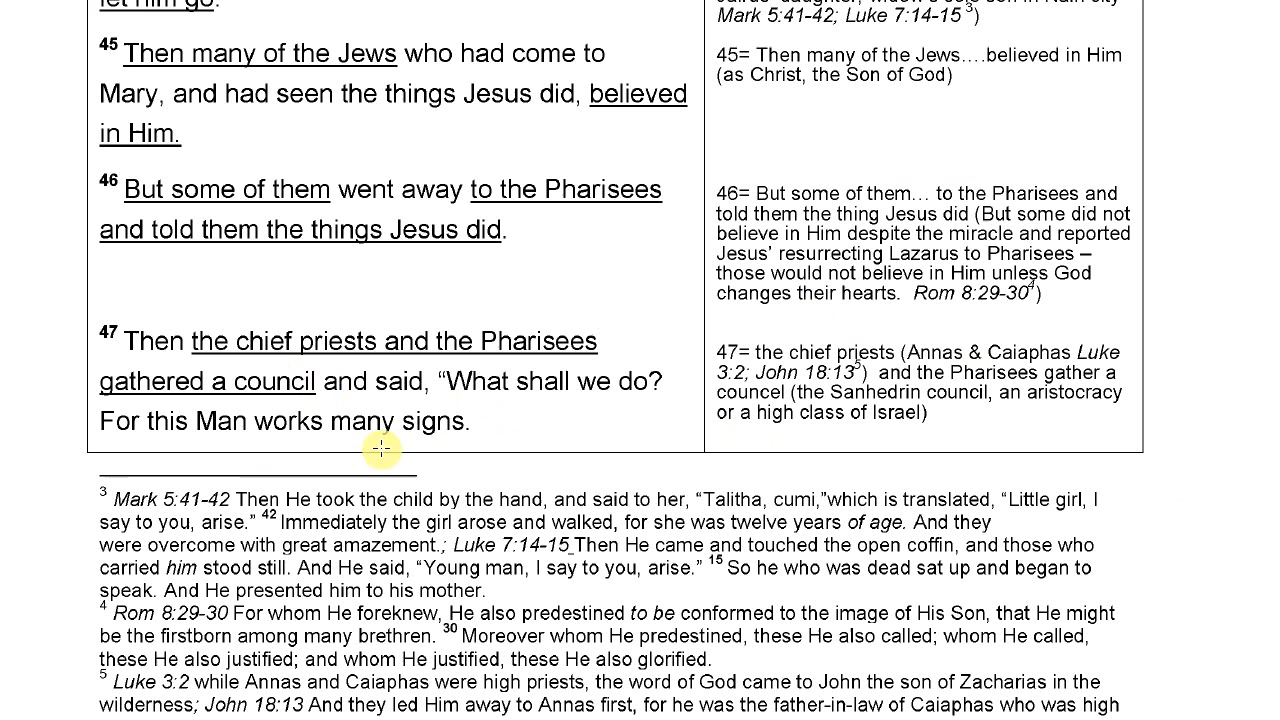 let him go.
45 Then many of the Jews who had come to
Mary, and had seen the things Jesus did, believed
in Him.
46 But some of them went away to the Pharisees
and told them the things Jesus did.
47 Then the chief priests and the Pharisees
gathered a council and said, “What shall we do?
For this Man works many signs.
Mark 5:41-42; Luke 7:14-15 3)
45= Then many of the Jews….believed in Him
(as Christ, the Son of God)
46= But some of them… to the Pharisees and
told them the thing Jesus did (But some did not
believe in Him despite the miracle and reported
Jesus’ resurrecting Lazarus to Pharisees –
those would not believe in Him unless God
changes their hearts.  Rom 8:29-30 4)
47= the chief priests (Annas & Caiaphas Luke
3:2; John 18:13 5)  and the Pharisees gather a
councel (the Sanhedrin council, an aristocracy
or a high class of Israel)
3 Mark 5:41-42 Then He took the child by the hand, and said to her, “Talitha, cumi,”which is translated, “Little girl, I
say to you, arise.” 42 Immediately the girl arose and walked, for she was twelve years of age. And they
were overcome with great amazement.; Luke 7:14-15 Then He came and touched the open coffin, and those who
carried him stood still. And He said, “Young man, I say to you, arise.” 15 So he who was dead sat up and began to
speak. And He presented him to his mother.
4 Rom 8:29-30 For whom He foreknew, He also predestined to be conformed to the image of His Son, that He might
be the firstborn among many brethren. 30 Moreover whom He predestined, these He also called; whom He called,
these He also justified; and whom He justified, these He also glorified.
5 Luke 3:2 while Annas and Caiaphas were high priests, the word of God came to John the son of Zacharias in the
wilderness; John 18:13 And they led Him away to Annas first, for he was the father-in-law of Caiaphas who was high